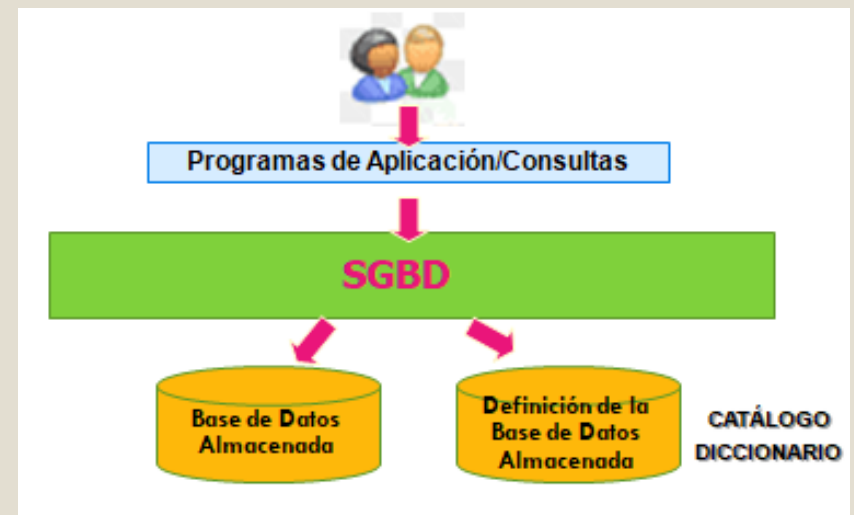 Programas de Aplicación/Consultas
SGBD
Base de Datos
Almacenada
Definición de la
Base de Datos
Almacenada
CATÁLOGO
DICCIONARIO